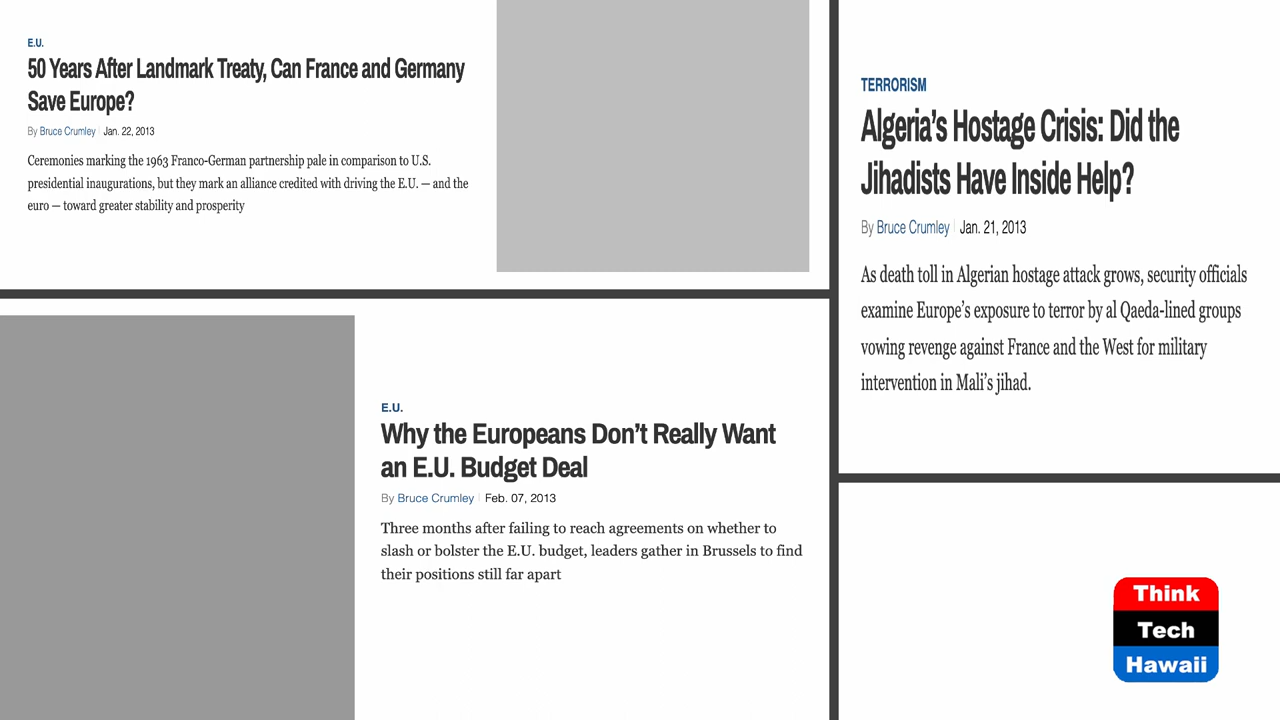 E.U.
50 Years After Landmark Treaty, Can France and Germany
Save Europe?
By Bruce Crumley | Jan. 22, 2013
Ceremonies marking the 1963 Franco-German partnership pale in comparison to U.S.
presidential inaugurations, but they mark an alliance credited with driving the E.U. — and the
euro — toward greater stability and prosperity
E.U.
Why the Europeans Don’t Really Want
an E.U. Budget Deal
By Bruce Crumley | Feb. 07, 2013
Three months after failing to reach agreements on whether to
slash or bolster the E.U. budget, leaders gather in Brussels to find
their positions still far apart
TERRORISM
Algeria’s Hostage Crisis: Did the
Jihadists Have Inside Help?
By Bruce Crumley | Jan. 21, 2013
As death toll in Algerian hostage attack grows, security officials
examine Europe’s exposure to terror by al Qaeda-lined groups
vowing revenge against France and the West for military
intervention in Mali’s jihad.
Think
Tech
Hawaii